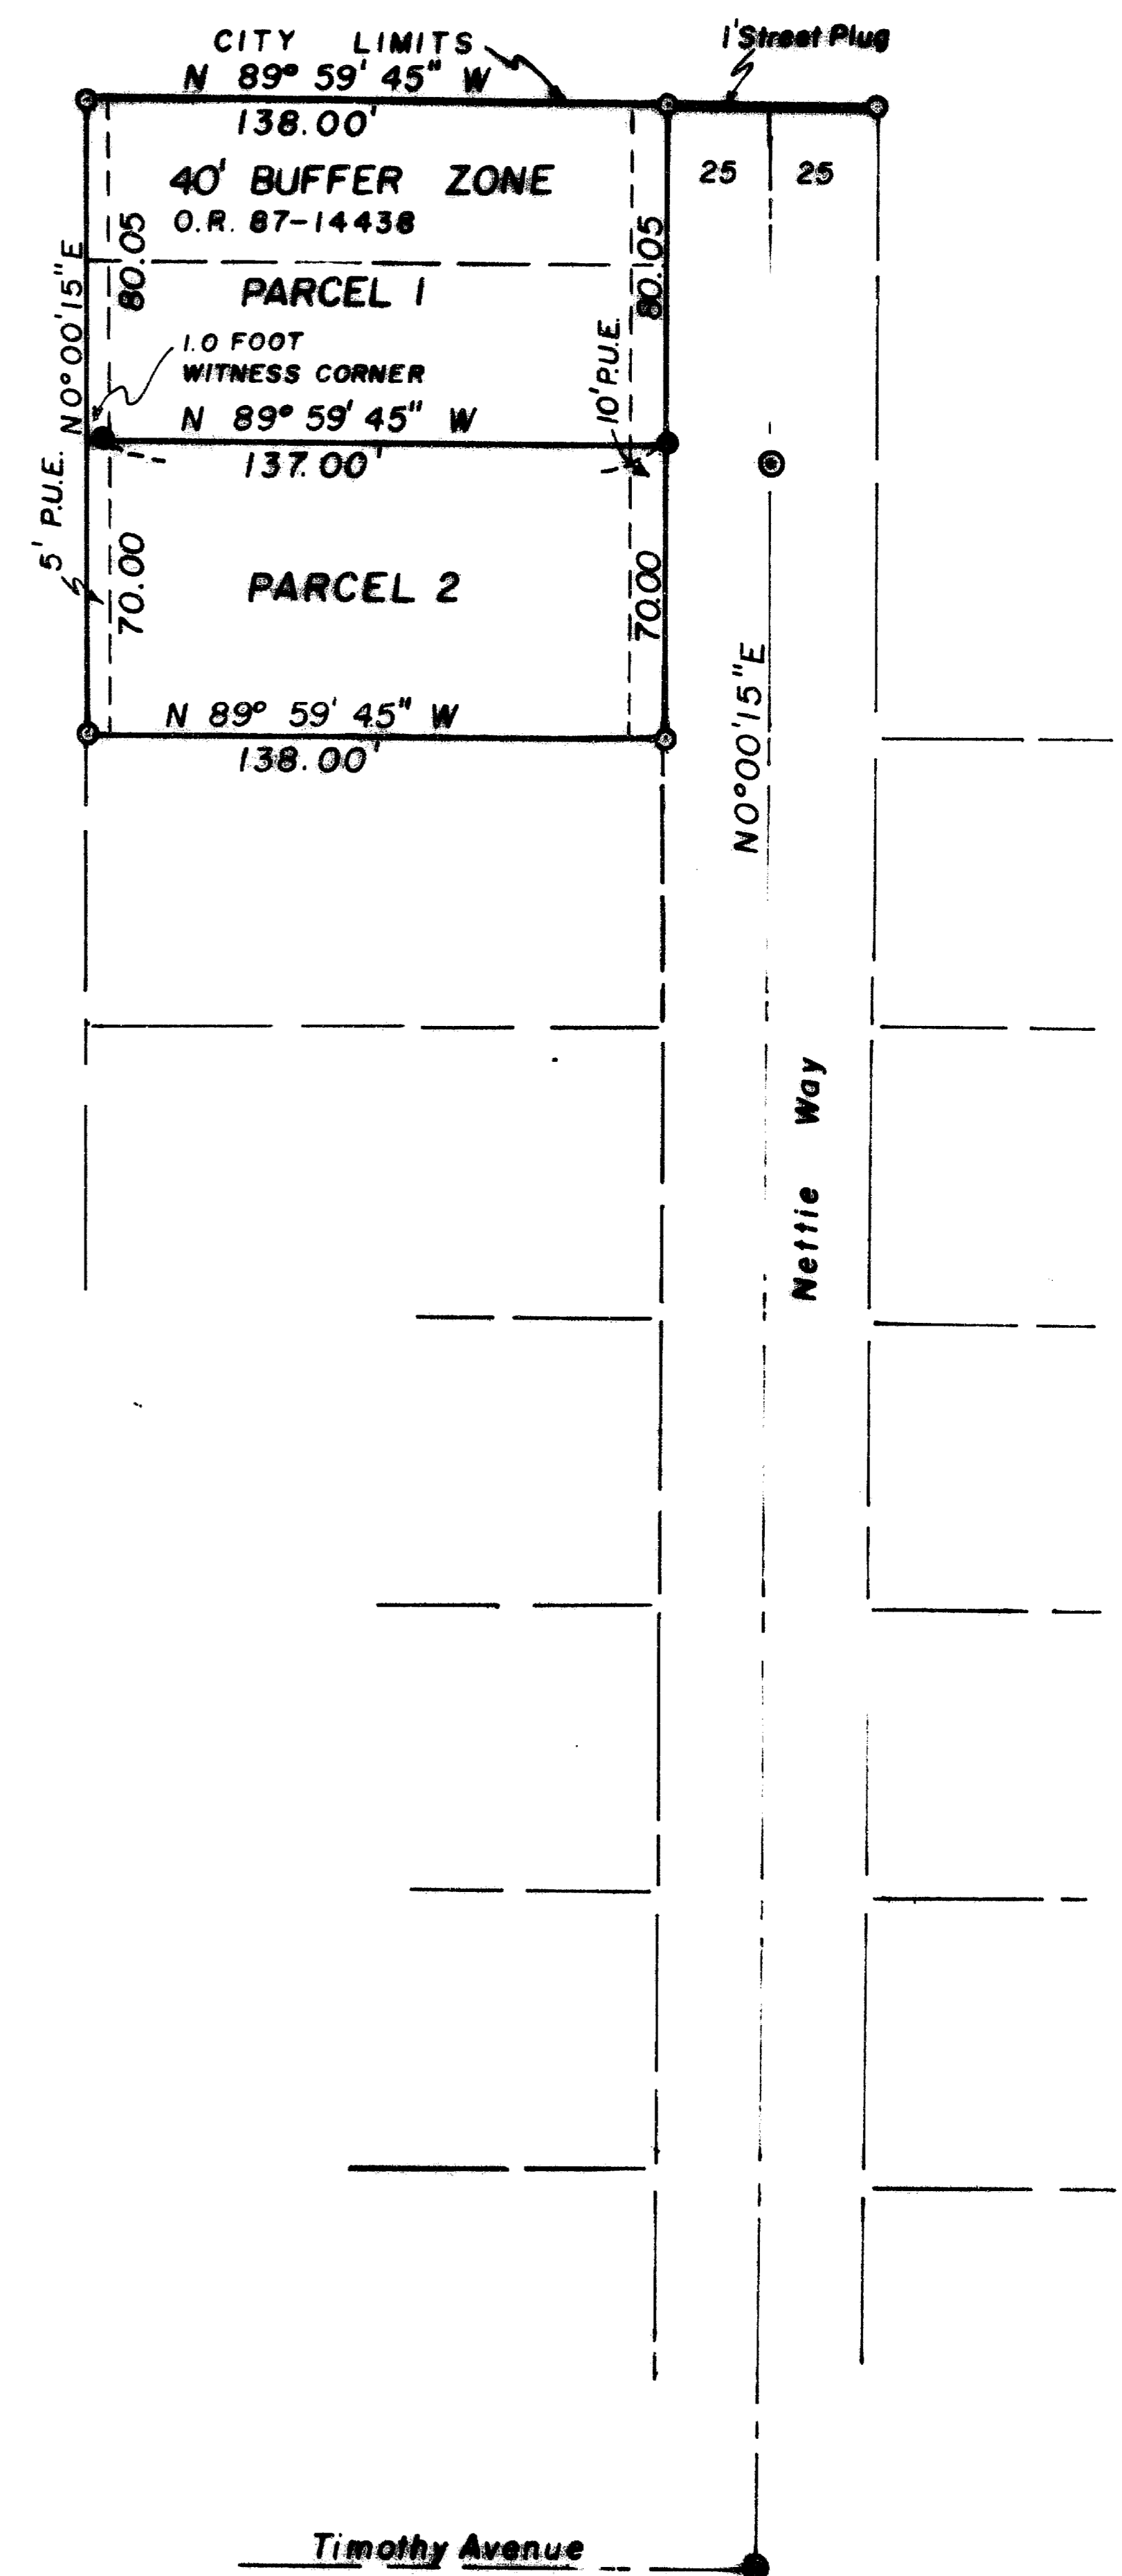 CITY LIMITS
1' Street Plug
N 89° 59' 45" W
138.00'
40' BUFFER ZONE
25 25
O.R. 87-14438
80.05
80.05
N 0° 00' 15" E
PARCEL 1
1.0 FOOT
WITNESS CORNER
10' P.U.E.
N 89° 59' 45" W
137.00'
5' P.U.E.
70.00
PARCEL 2
70.00
N 89° 59' 45" W
138.00'
N 0° 00' 15" E
Nettie Way
Timothy Avenue